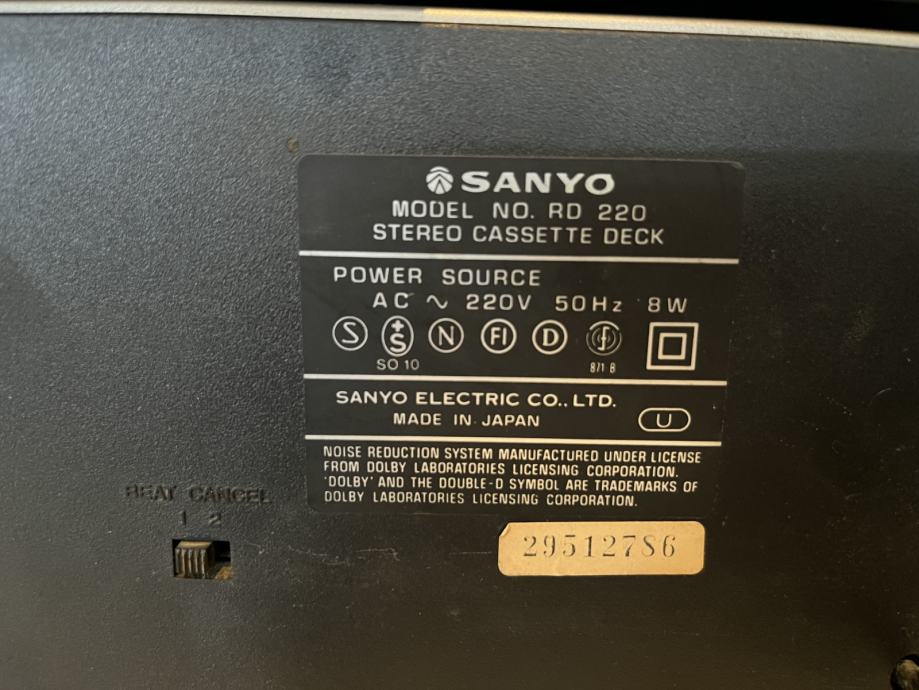 SANYO
MODEL NO. RD 220
STEREO CASSETTE DECK
POWER SOURCE
AC ~ 220V 50Hz 8W
S +S N FI D
SO 10 871 B
SANYO ELECTRIC CO., LTD.
MADE IN JAPAN U
NOISE REDUCTION SYSTEM MANUFACTURED UNDER LICENSE
FROM DOLBY LABORATORIES LICENSING CORPORATION.
'DOLBY' AND THE DOUBLE-D SYMBOL ARE TRADEMARKS OF
DOLBY LABORATORIES LICENSING CORPORATION.
BEAT CANCEL
1 2
29512786